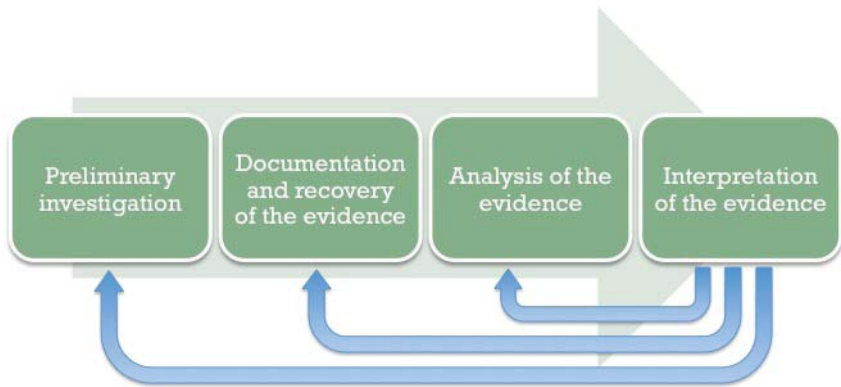 Preliminary
investigation
Documentation
and recovery
of the evidence
Analysis of the
evidence
Interpretation
of the evidence